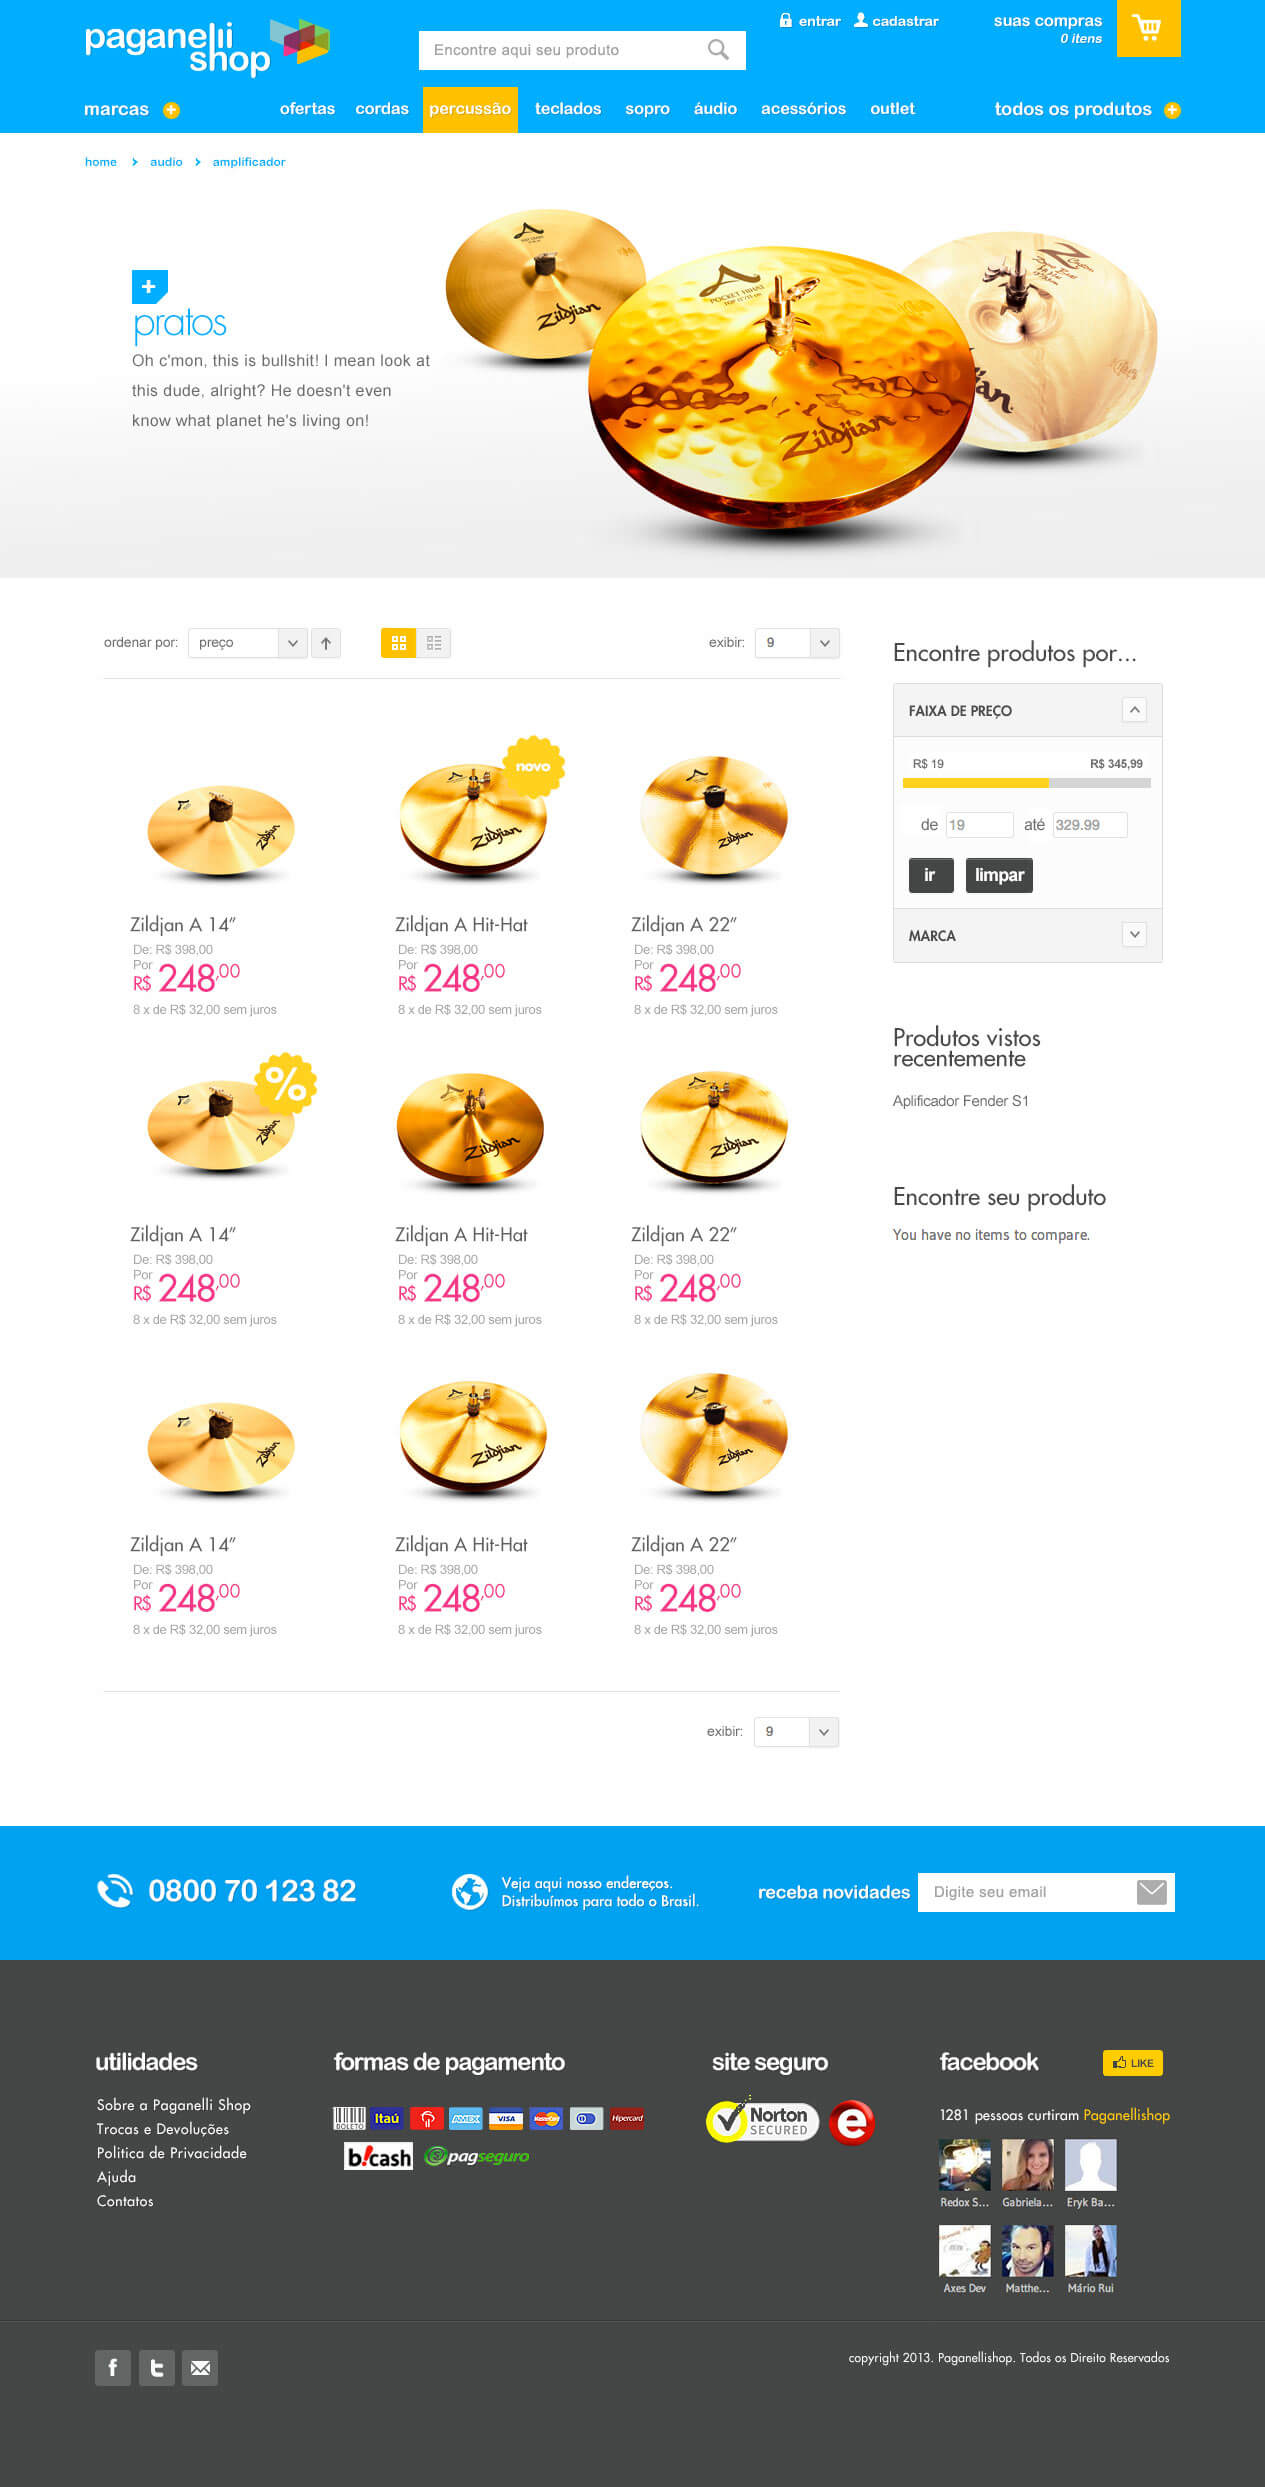 paganelli
shop
Encontre aqui seu produto
entrar
cadastrar
suas compras
0 itens
marcas
ofertas
cordas
percussão
teclados
sopro
áudio
acessórios
outlet
todos os produtos
home > audio > amplificador
pratos
Oh c'mon, this is bullshit! I mean look at
this dude, alright? He doesn't even
know what planet he's living on!
Zildjian
POCKET HIHAT
Zildjian
ordenar por:
preço
exibir:
9
novo
Zildjan A 14”
De: R$ 398,00
Por
R$ 248,00
8 x de R$ 32,00 sem juros
Zildjan A Hit-Hat
De: R$ 398,00
Por
R$ 248,00
8 x de R$ 32,00 sem juros
Zildjan A 22”
De: R$ 398,00
Por
R$ 248,00
8 x de R$ 32,00 sem juros
%
Zildjan A 14”
De: R$ 398,00
Por
R$ 248,00
8 x de R$ 32,00 sem juros
Zildjan A Hit-Hat
De: R$ 398,00
Por
R$ 248,00
8 x de R$ 32,00 sem juros
Zildjan A 22”
De: R$ 398,00
Por
R$ 248,00
8 x de R$ 32,00 sem juros
Zildjan A 14”
De: R$ 398,00
Por
R$ 248,00
8 x de R$ 32,00 sem juros
Zildjan A Hit-Hat
De: R$ 398,00
Por
R$ 248,00
8 x de R$ 32,00 sem juros
Zildjan A 22”
De: R$ 398,00
Por
R$ 248,00
8 x de R$ 32,00 sem juros
exibir:
9
Encontre produtos por...
FAIXA DE PREÇO
R$ 19
R$ 345,99
de 19 até 329.99
ir
limpar
MARCA
Produtos vistos
recentemente
Aplificador Fender S1
Encontre seu produto
You have no items to compare.
0800 70 123 82
Veja aqui nosso endereços.
Distribuímos para todo o Brasil.
receba novidades
Digite seu email
utilidades
Sobre a Paganelli Shop
Trocas e Devoluções
Politica de Privacidade
Ajuda
Contatos
formas de pagamento
BOLETO
Itaú
AMEX
VISA
MasterCard
Hipercard
b!cash
pagseguro
site seguro
Norton
SECURED
e
facebook
LIKE
1281 pessoas curtiram Paganellishop
Redox S...
Gabriela...
Eryk Ba...
Axes Dev
Matthe...
Mário Rui
copyright 2013. Paganellishop. Todos os Direito Reservados